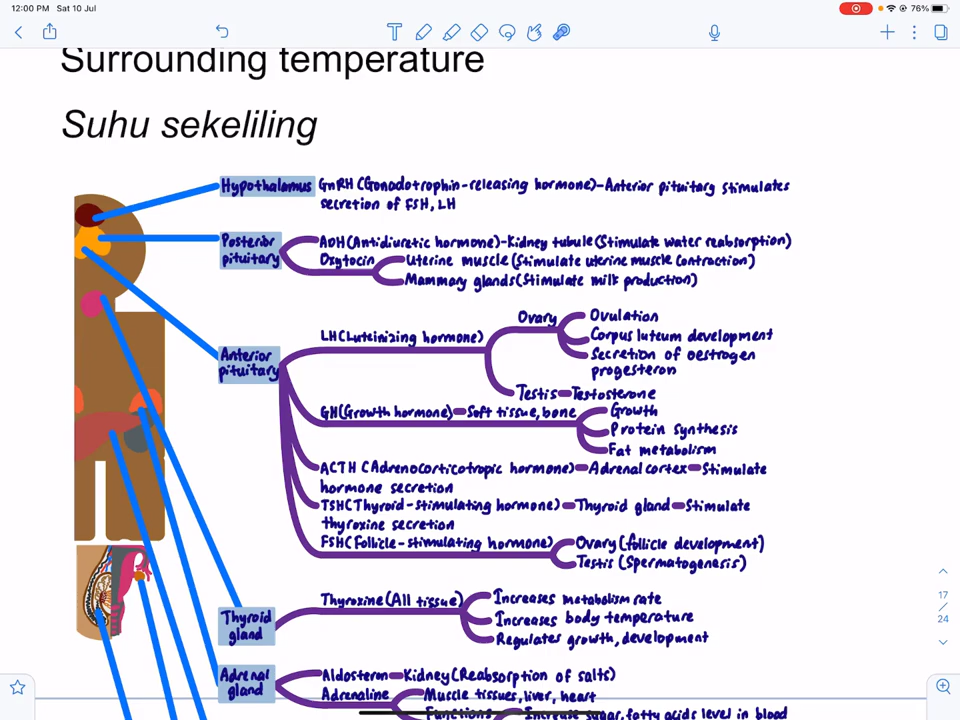 12:00 PM Sat 10 Jul
76%
Surrounding temperature
Suhu sekeliling
Hypothalamus GnRH (Gonodotrophin-releasing hormone)-Anterior pituitary stimulates
secretion of FSH, LH
Posterior
pituitary
ADH(Antidiuretic hormone)-Kidney tubule(Stimulate water reabsorption)
Oxytocin
Uterine muscle(Stimulate uterine muscle contraction)
Mammary glands(Stimulate milk production)
Anterior
pituitary
LH(Luteinizing hormone)
Ovary
Ovulation
Corpus luteum development
Secretion of oestrogen
progesteron
Testis-Testosterone
GH(Growth hormone)-Soft tissue, bone
Growth
Protein synthesis
Fat metabolism
ACTH (Adrenocorticotropic hormone)-Adrenal cortex-Stimulate
hormone secretion
TSH(Thyroid-stimulating hormone)-Thyroid gland-Stimulate
thyroxine secretion
FSH(Follicle-stimulating hormone)
Ovary(follicle development)
Testis (Spermatogenesis)
17
/
24
Thyroid
gland
Thyroxine (All tissue)
Increases metabolism rate
Increases body temperature
Regulates growth, development
Adrenal
gland
Aldosteron-Kidney(Reabsorption of salts)
Adrenaline
Muscle tissues, liver, heart
Functions
Increase sugar, fatty acids level in blood